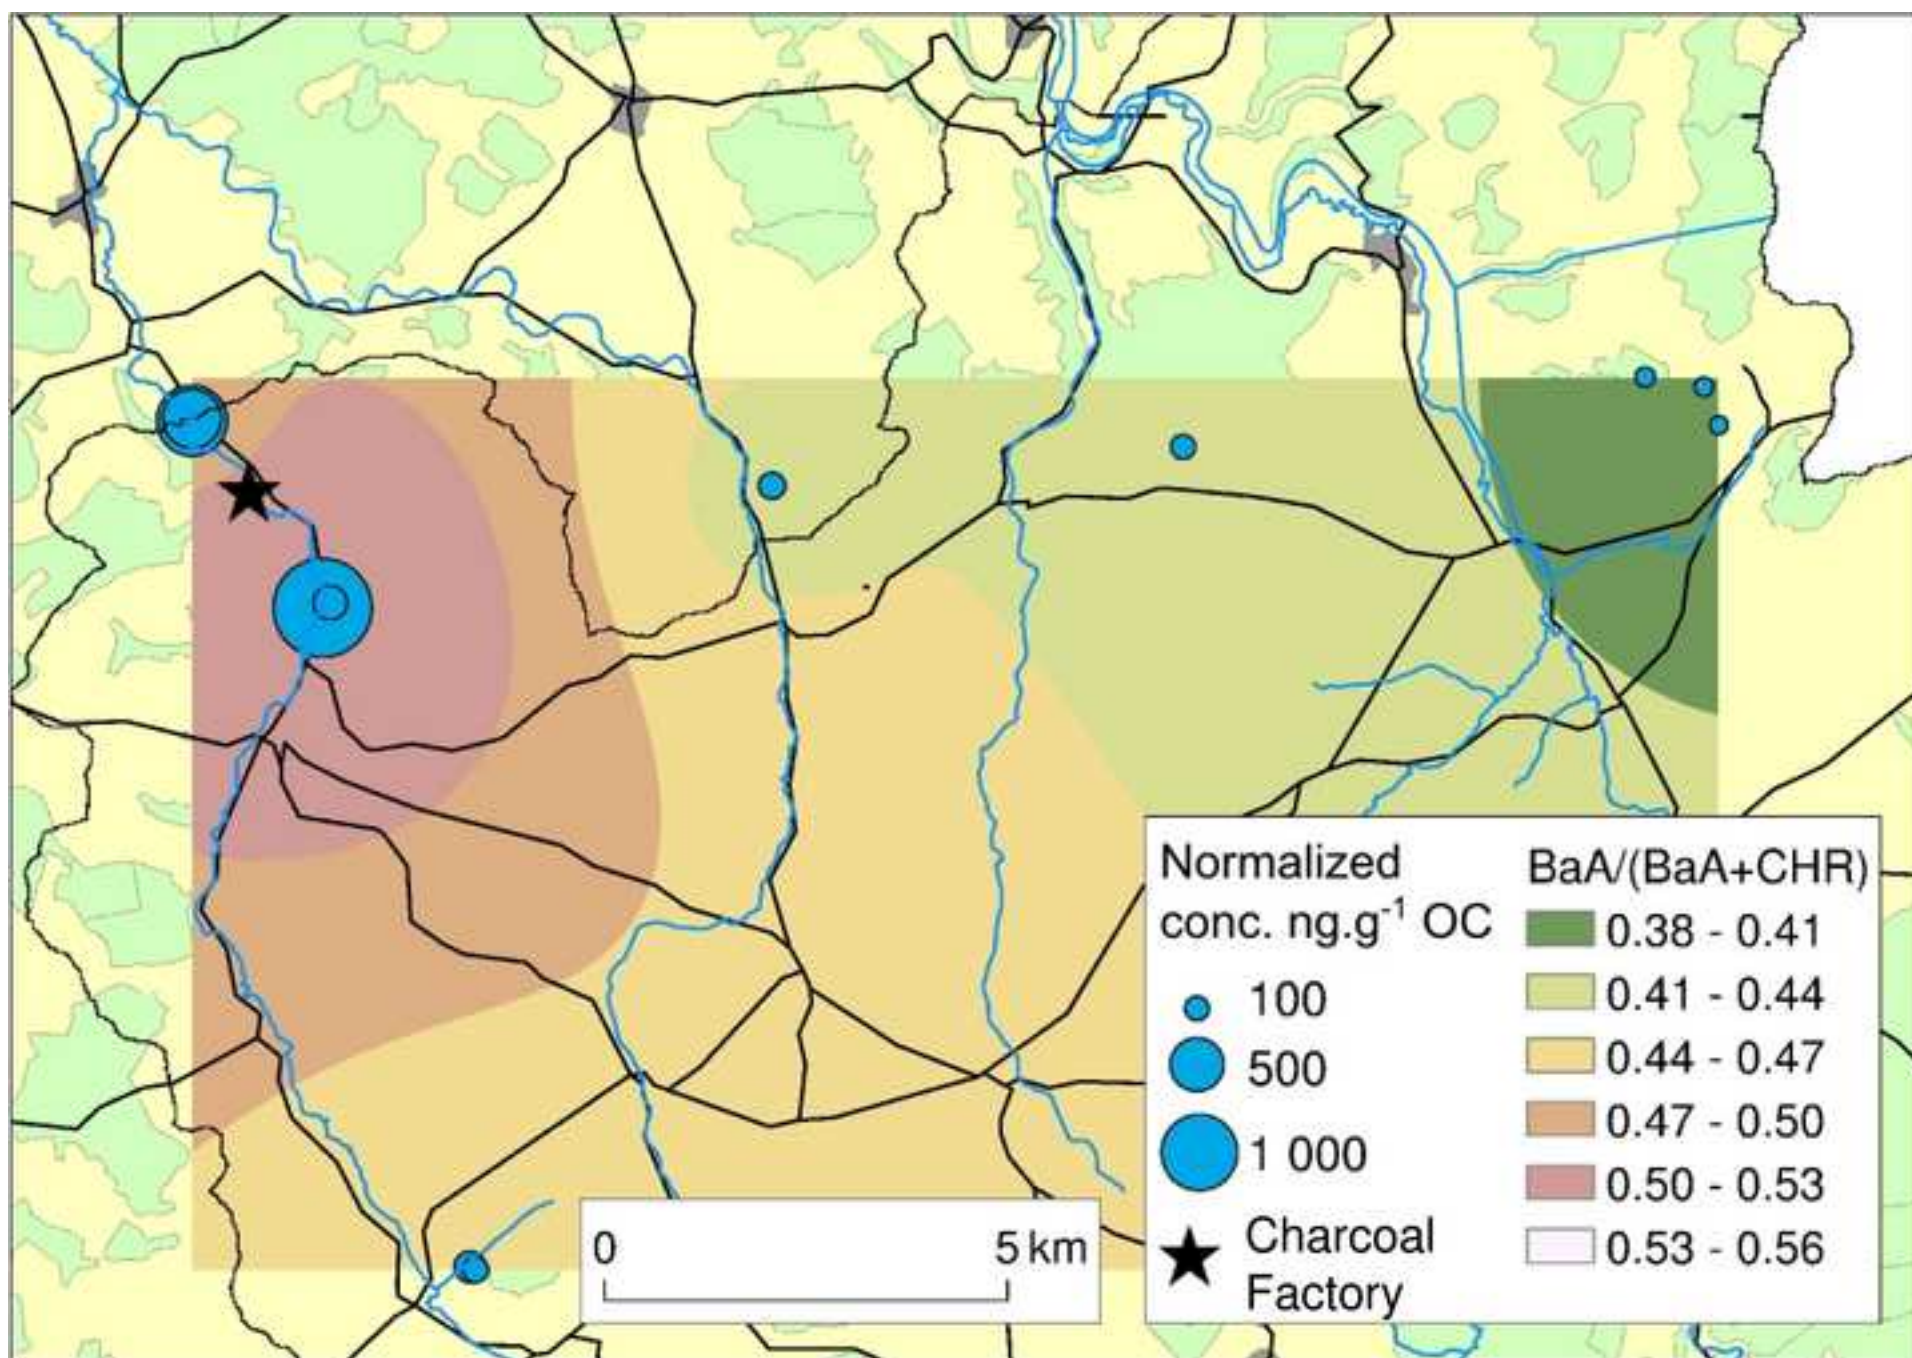 Normalized
conc. ng.g⁻¹ OC
100
500
1 000
Charcoal
Factory
BaA/(BaA+CHR)
0.38 - 0.41
0.41 - 0.44
0.44 - 0.47
0.47 - 0.50
0.50 - 0.53
0.53 - 0.56
0 5 km